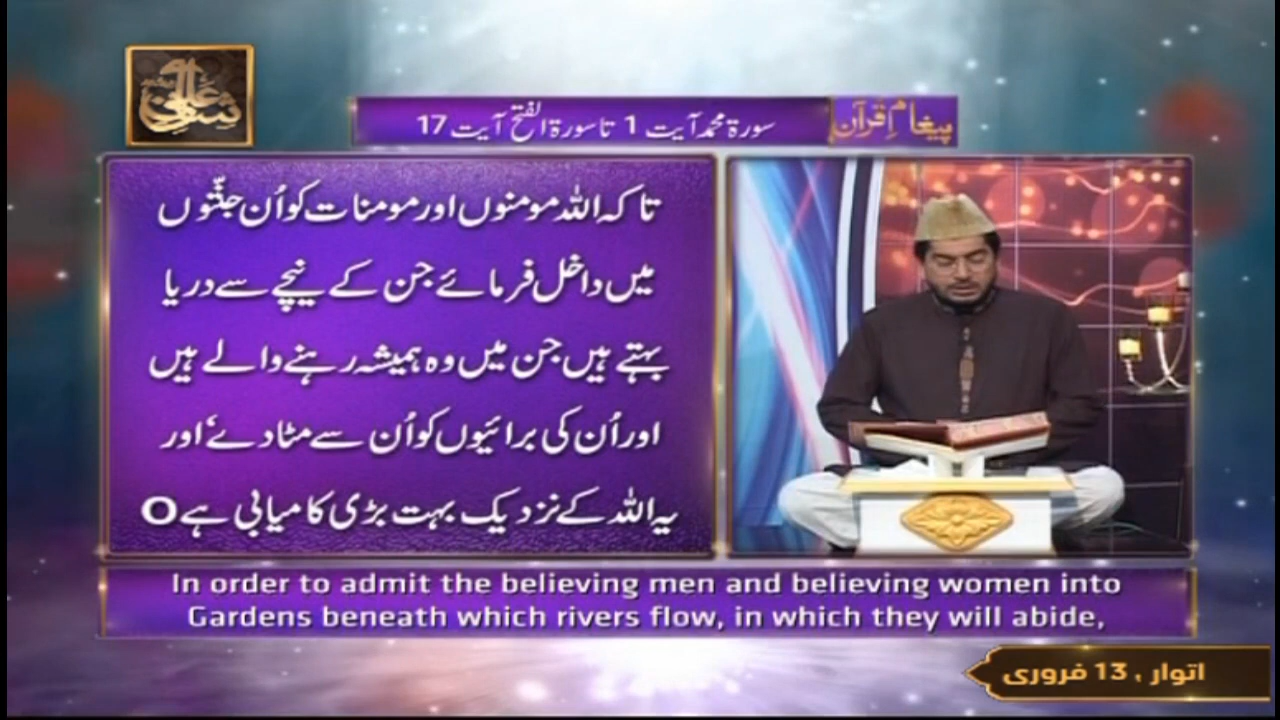 سورۃ محمد آیت 1 تا سورۃ الفتح آیت 17
پیغامِ قرآن
تا کہ اللہ مومنوں اور مومنات کو اُن جنّتوں
میں داخل فرمائے جن کے نیچے سے دریا
بہتے ہیں جن میں وہ ہمیشہ رہنے والے ہیں
اور اُن کی برائیوں کو اُن سے مٹا دے ٗ اور
یہ اللہ کے نزدیک بہت بڑی کامیابی ہے O
In order to admit the believing men and believing women into
Gardens beneath which rivers flow, in which they will abide,
اتوار ، 13 فروری